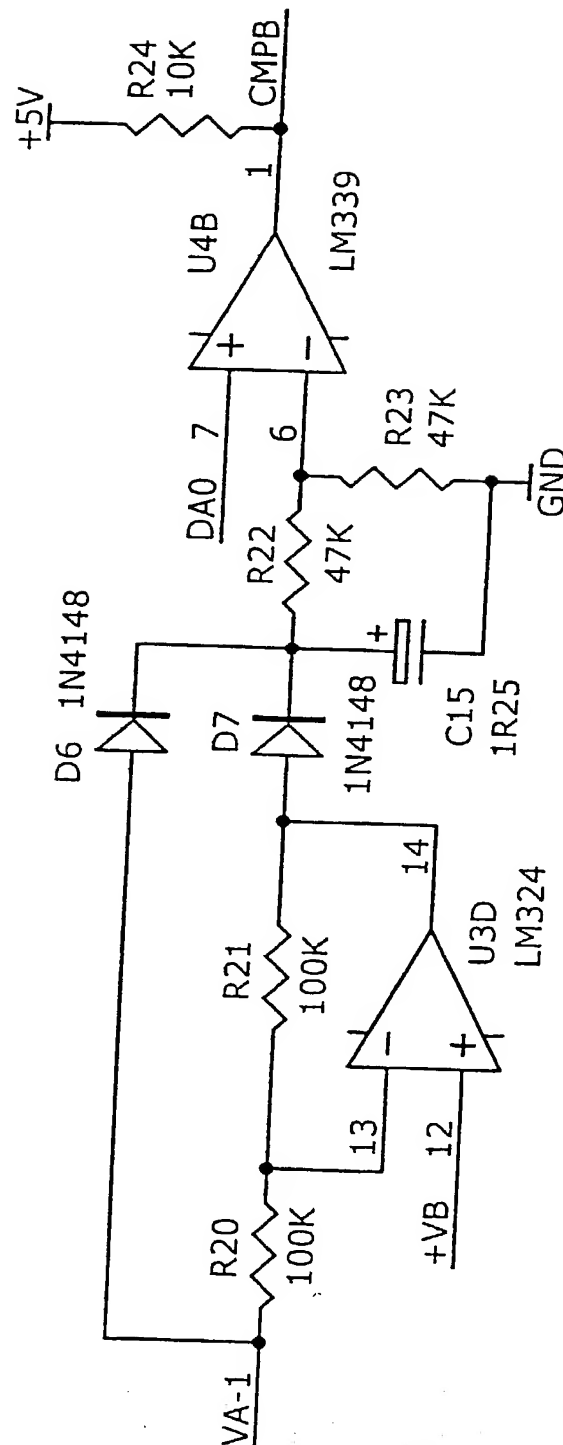 VA-1
R20
100K
+VB
13
12
R21
100K
U3D
LM324
14
D6
1N4148
D7
1N4148
C15
1R25
+
R22
47K
DA0
7
6
R23
47K
GND
U4B
LM339
1
+5V
R24
10K
CMPB